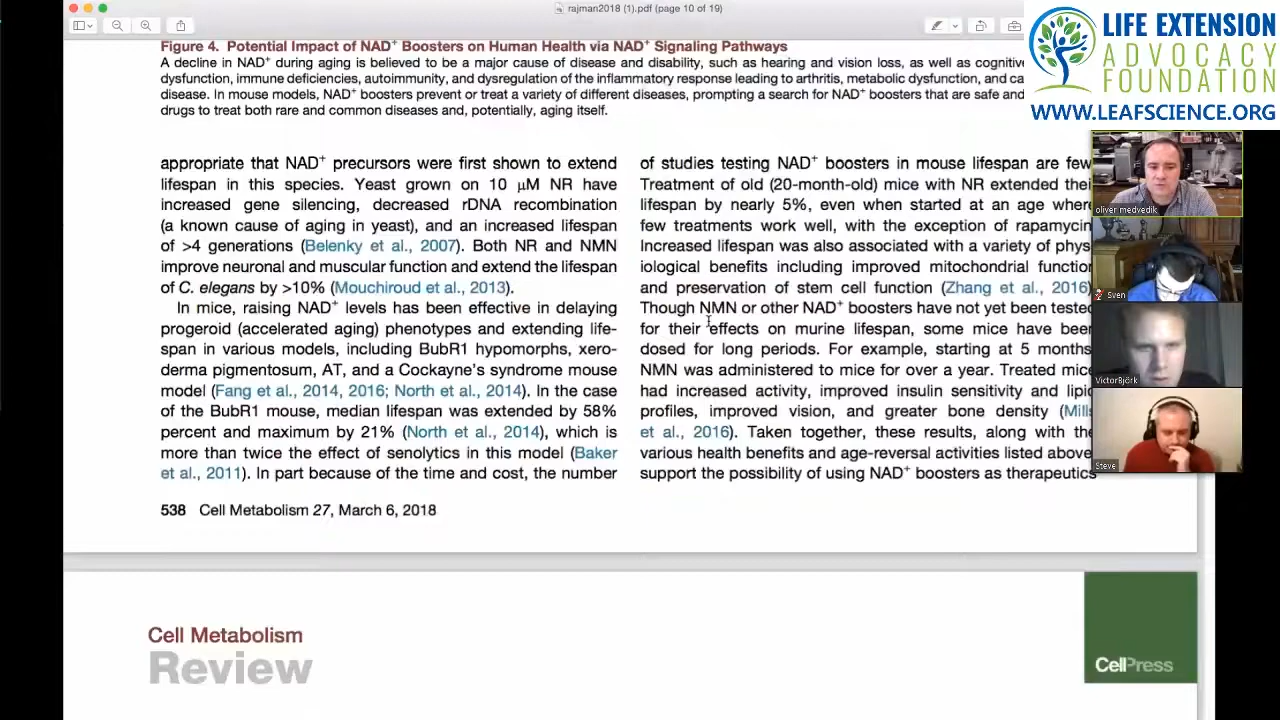 rajman2018 (1).pdf (page 10 of 19)
LIFE EXTENSION
ADVOCACY
FOUNDATION
WWW.LEAFSCIENCE.ORG
Figure 4. Potential Impact of NAD+ Boosters on Human Health via NAD+ Signaling Pathways
A decline in NAD+ during aging is believed to be a major cause of disease and disability, such as hearing and vision loss, as well as cognitive
dysfunction, immune deficiencies, autoimmunity, and dysregulation of the inflammatory response leading to arthritis, metabolic dysfunction, and ca
disease. In mouse models, NAD+ boosters prevent or treat a variety of different diseases, prompting a search for NAD+ boosters that are safe and
drugs to treat both rare and common diseases and, potentially, aging itself.
appropriate that NAD+ precursors were first shown to extend
lifespan in this species. Yeast grown on 10 μM NR have
increased gene silencing, decreased rDNA recombination
(a known cause of aging in yeast), and an increased lifespan
of >4 generations (Belenky et al., 2007). Both NR and NMN
improve neuronal and muscular function and extend the lifespan
of C. elegans by >10% (Mouchiroud et al., 2013).
In mice, raising NAD+ levels has been effective in delaying
progeroid (accelerated aging) phenotypes and extending life-
span in various models, including BubR1 hypomorphs, xero-
derma pigmentosum, AT, and a Cockayne's syndrome mouse
model (Fang et al., 2014, 2016; North et al., 2014). In the case
of the BubR1 mouse, median lifespan was extended by 58%
percent and maximum by 21% (North et al., 2014), which is
more than twice the effect of senolytics in this model (Baker
et al., 2011). In part because of the time and cost, the number
of studies testing NAD+ boosters in mouse lifespan are few
Treatment of old (20-month-old) mice with NR extended their
lifespan by nearly 5%, even when started at an age where
few treatments work well, with the exception of rapamycin
Increased lifespan was also associated with a variety of phys
iological benefits including improved mitochondrial function
and preservation of stem cell function (Zhang et al., 2016)
Though NMN or other NAD+ boosters have not yet been tested
for their effects on murine lifespan, some mice have been
dosed for long periods. For example, starting at 5 months
NMN was administered to mice for over a year. Treated mice
had increased activity, improved insulin sensitivity and lipid
profiles, improved vision, and greater bone density (Mills
et al., 2016). Taken together, these results, along with the
various health benefits and age-reversal activities listed above
support the possibility of using NAD+ boosters as therapeutics
oliver medvedik
Sven
VictorBjörk
Steve
538 Cell Metabolism 27, March 6, 2018
Cell Metabolism
Review
CellPress